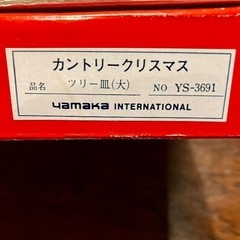 カントリークリスマス
品名 ツリー皿(大) NO YS-3691
yamaka INTERNATIONAL